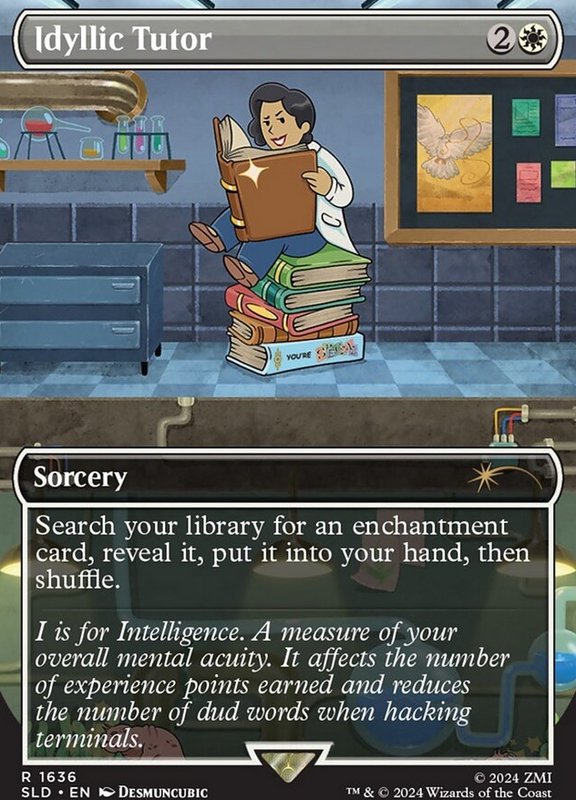 Idyllic Tutor 2
YOU'RE SPECIAL
Sorcery
Search your library for an enchantment
card, reveal it, put it into your hand, then
shuffle.
I is for Intelligence. A measure of your
overall mental acuity. It affects the number
of experience points earned and reduces
the number of dud words when hacking
terminals.
R 1636
SLD • EN Desmuncubic
© 2024 ZMI
™ & © 2024 Wizards of the Coast